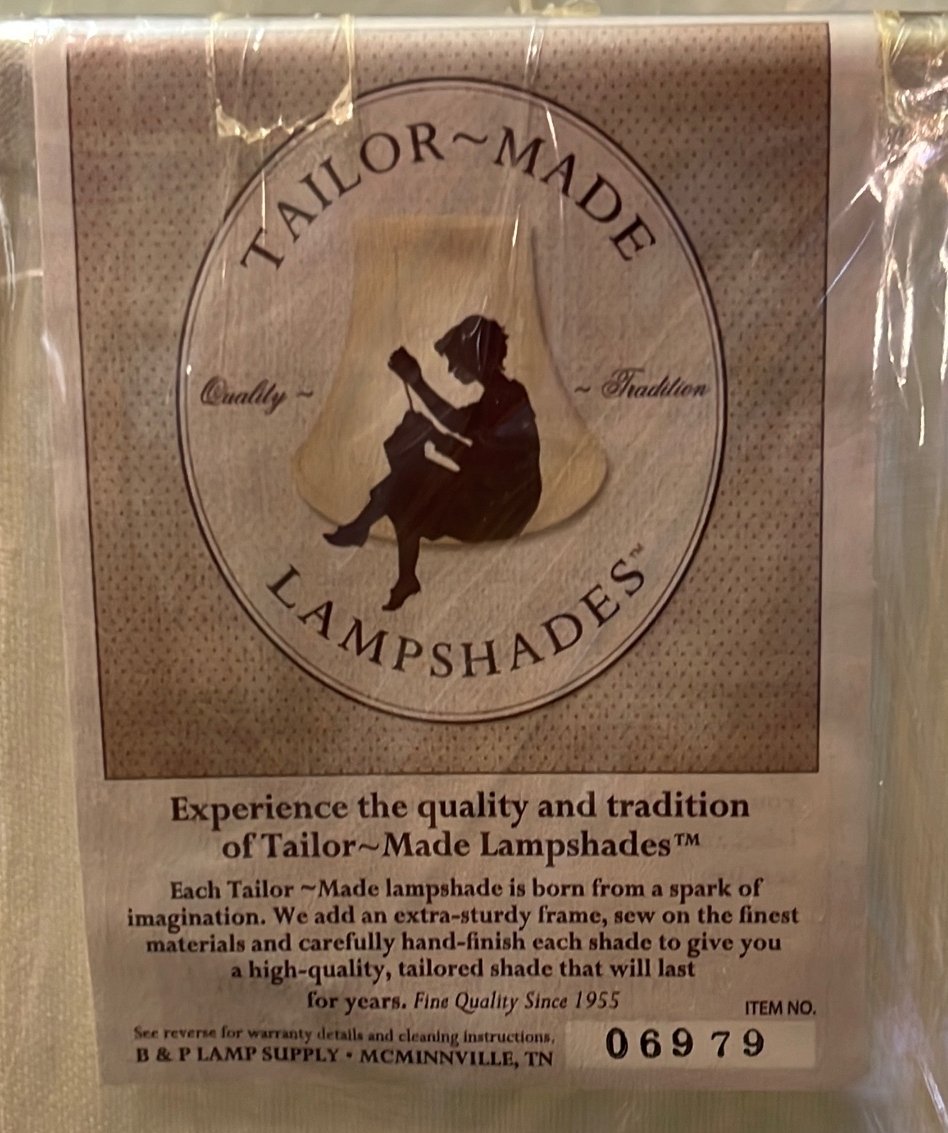 TAILOR~MADE
Quality ~
~ Tradition
LAMPSHADES™
Experience the quality and tradition
of Tailor~Made Lampshades™
Each Tailor ~Made lampshade is born from a spark of
imagination. We add an extra-sturdy frame, sew on the finest
materials and carefully hand-finish each shade to give you
a high-quality, tailored shade that will last
for years. Fine Quality Since 1955
ITEM NO.
See reverse for warranty details and cleaning instructions.
B & P LAMP SUPPLY • MCMINNVILLE, TN
06979